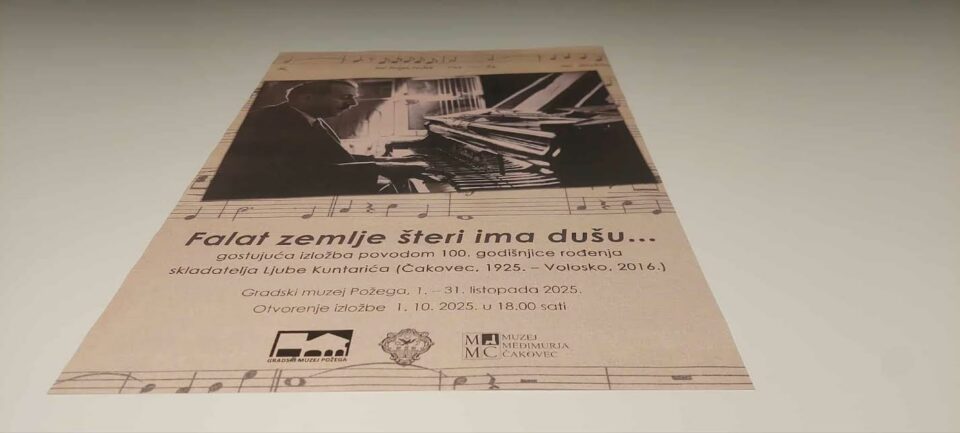 Falat zemlje šteri ima dušu...
gostujuća izložba povodom 100. godišnjice rođenja
skladatelja Ljube Kuntarića (Čakovec, 1925. – Volosko, 2016.)
Gradski muzej Požega, 1. – 31. listopada 2025.
Otvorenje izložbe 1. 10. 2025. u 18.00 sati
GRADSKI MUZEJ POŽEGA
M M
MC
MUZEJ
MEĐIMURJA
ČAKOVEC